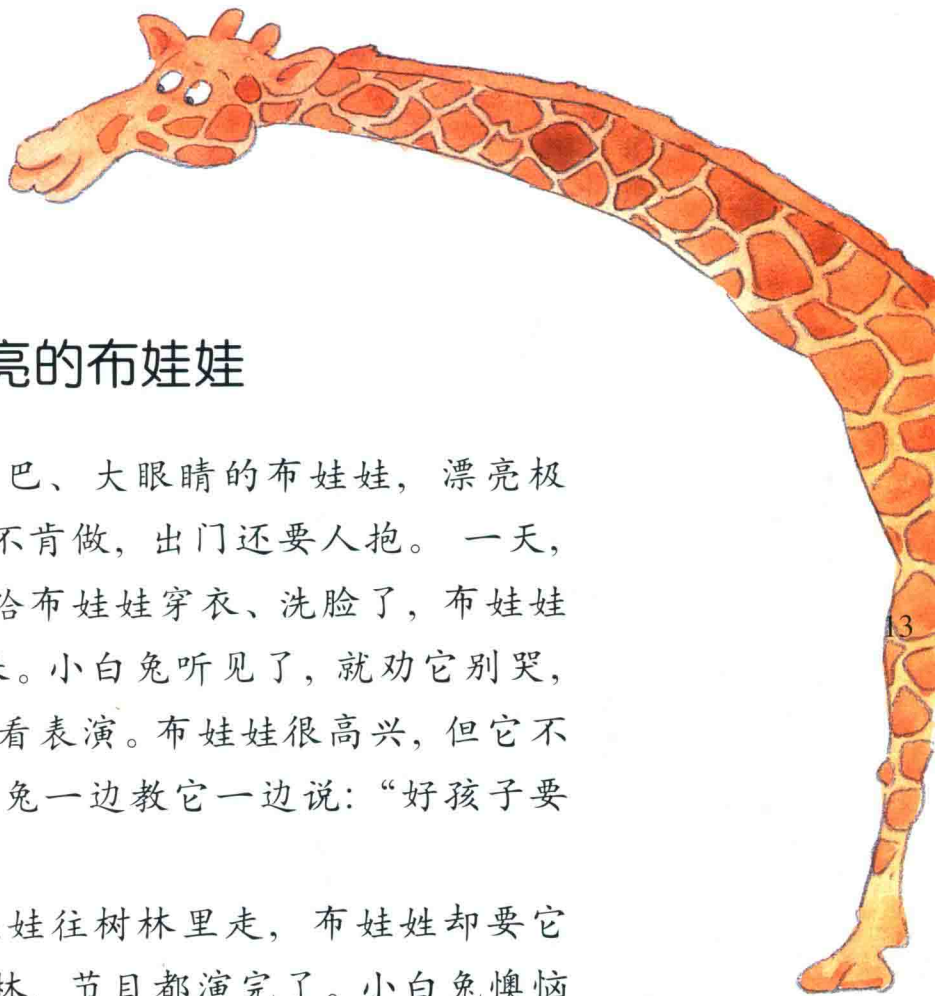 亮的布娃娃
巴、大眼睛的布娃娃，漂亮极
不肯做，出门还要人抱。一天，
给布娃娃穿衣、洗脸了，布娃娃
。小白兔听见了，就劝它别哭，
看表演。布娃娃很高兴，但它不
兔一边教它一边说：“好孩子要
娃往树林里走，布娃姓却要它
林，节目都演完了。小白兔懊恼
13